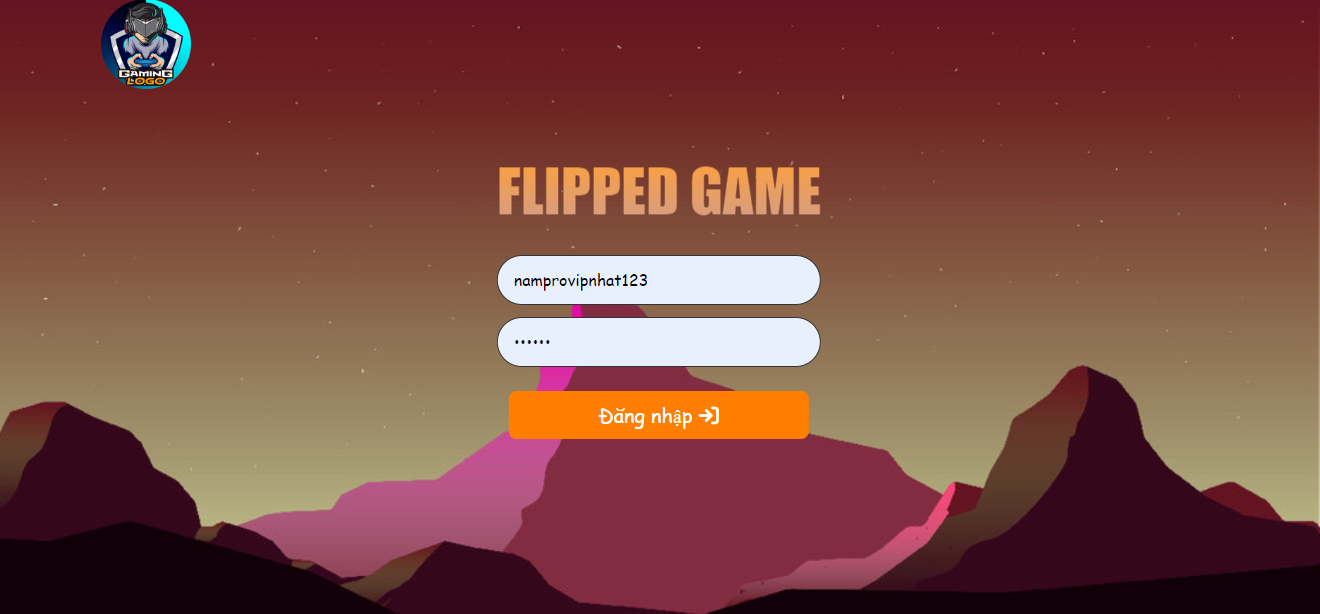 GAMING
LOGO
FLIPPED GAME
namprovipnhat123
••••••
Đăng nhập